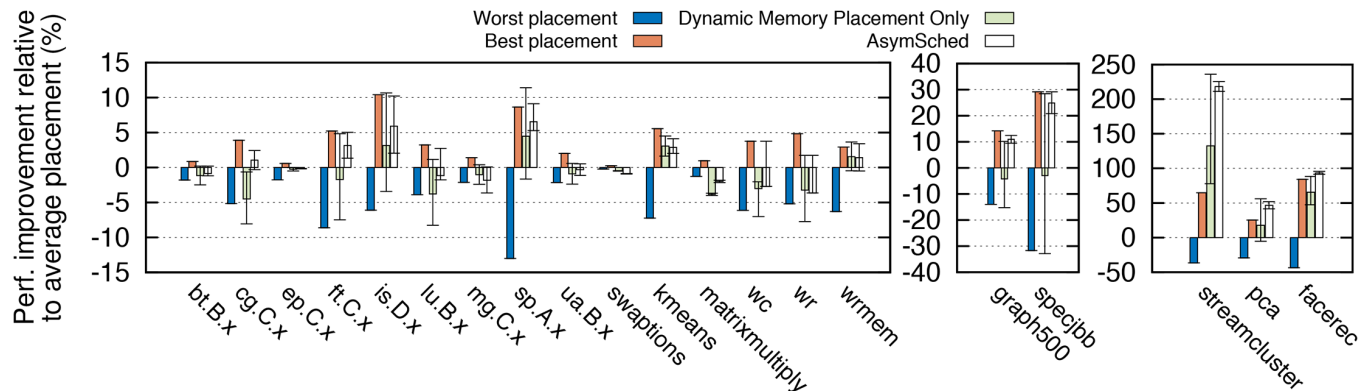 Perf. improvement relative
to average placement (%)
Worst placement
Best placement
Dynamic Memory Placement Only
AsymSched
15
10
5
0
-5
-10
-15
bt.B.x
cg.C.x
ep.C.x
ft.C.x
is.D.x
lu.B.x
mg.C.x
sp.A.x
ua.B.x
swaptions
kmeans
matrixmultiply
wc
wr
wrmem
40
30
20
10
0
-10
-20
-30
-40
graph500
specjbb
250
200
150
100
50
0
-50
streamcluster
pca
facerec